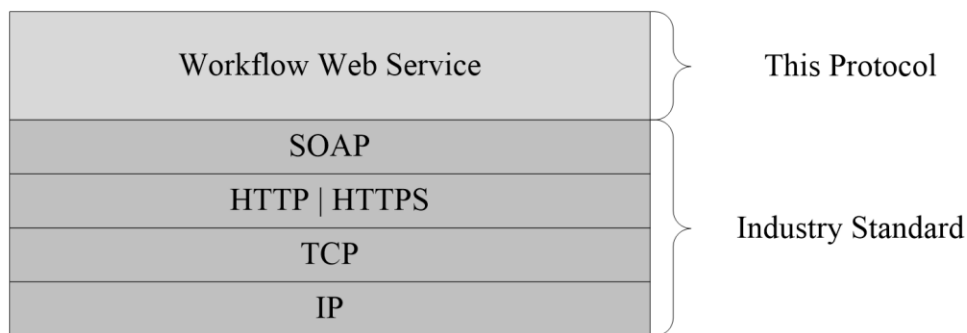 Workflow Web Service
This Protocol
SOAP
HTTP | HTTPS
TCP
IP
Industry Standard